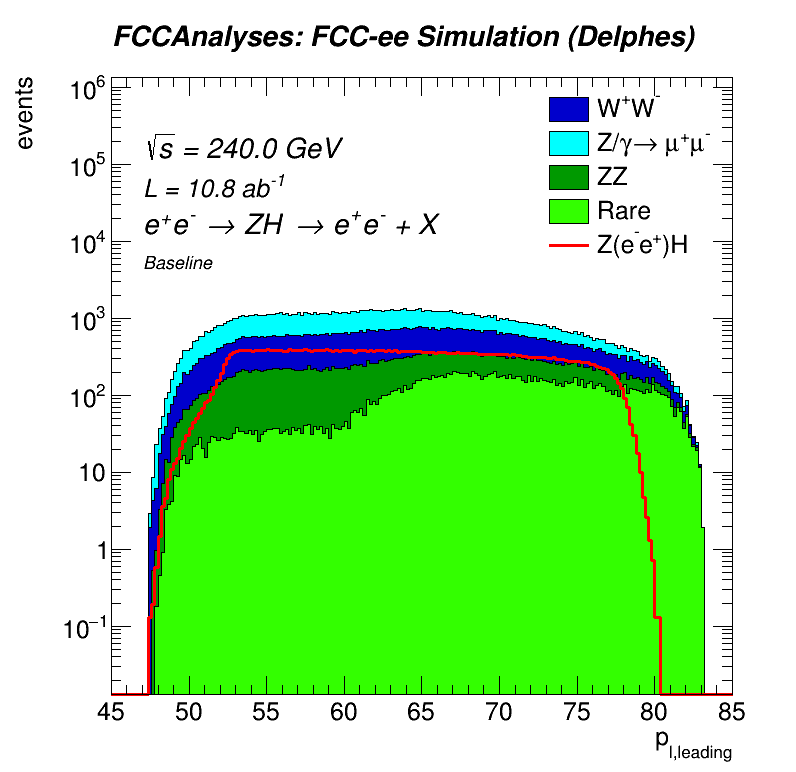 FCCAnalyses: FCC-ee Simulation (Delphes)
events
10⁶
10⁵
10⁴
10³
10²
10
1
10⁻¹
√s = 240.0 GeV
L = 10.8 ab⁻¹
e⁺e⁻ → ZH → e⁺e⁻ + X
Baseline
W⁺W⁻
Z/γ→ μ⁺μ⁻
ZZ
Rare
Z(e⁻e⁺)H
45 50 55 60 65 70 75 80 85
p_l,leading